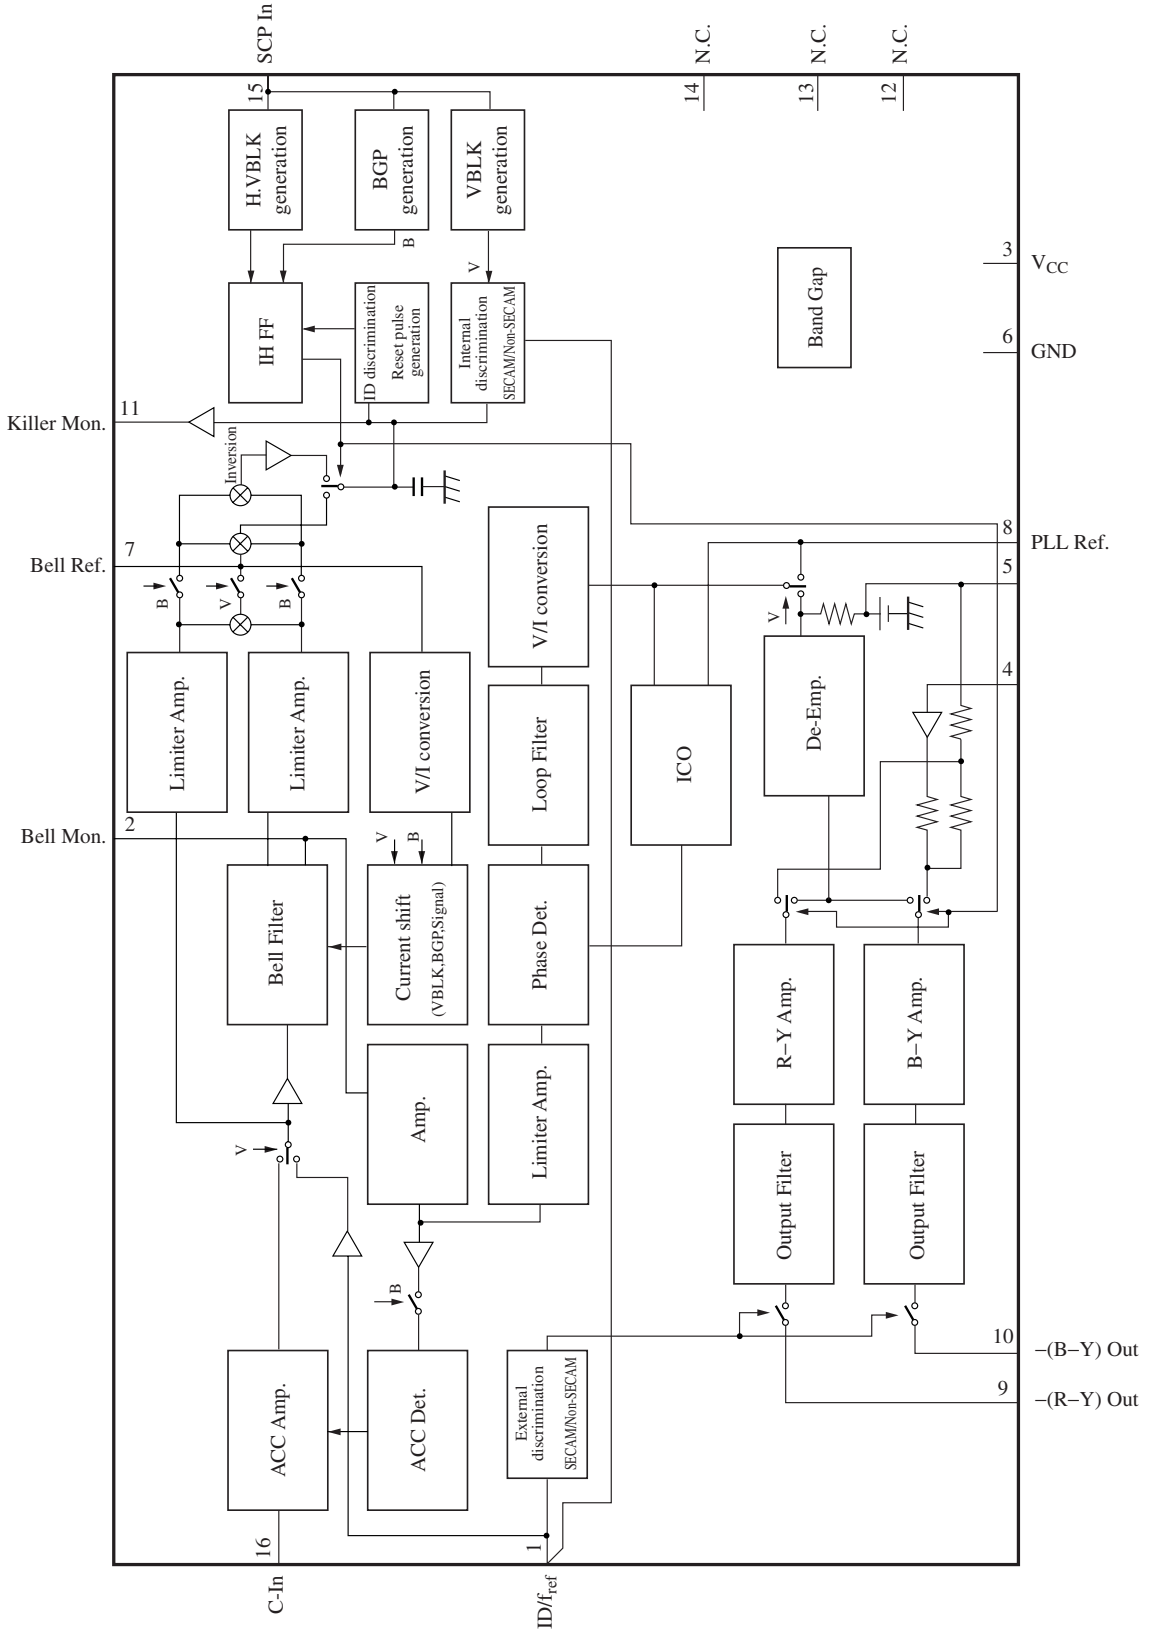 SCP In
15
N.C.
14
N.C.
13
N.C.
12
H.VBLK
generation
BGP
generation
VBLK
generation
B
V
3
V_CC
Band Gap
6
GND
IH FF
ID discrimination
Reset pulse
generation
Internal
discrimination
SECAM/Non-SECAM
Killer Mon.
11
Inversion
Bell Ref.
7
B
V
B
8
PLL Ref.
5
V
4
V/I conversion
Limiter Amp.
Limiter Amp.
V/I conversion
Loop Filter
ICO
De-Emp.
Bell Mon.
2
V
B
Bell Filter
Current shift
(VBLK,BGP,Signal)
Phase Det.
R–Y Amp.
B–Y Amp.
Amp.
Limiter Amp.
V
Output Filter
Output Filter
B
10
–(B–Y) Out
9
–(R–Y) Out
ACC Amp.
ACC Det.
External
discrimination
SECAM/Non-SECAM
16
C-In
1
ID/f_ref